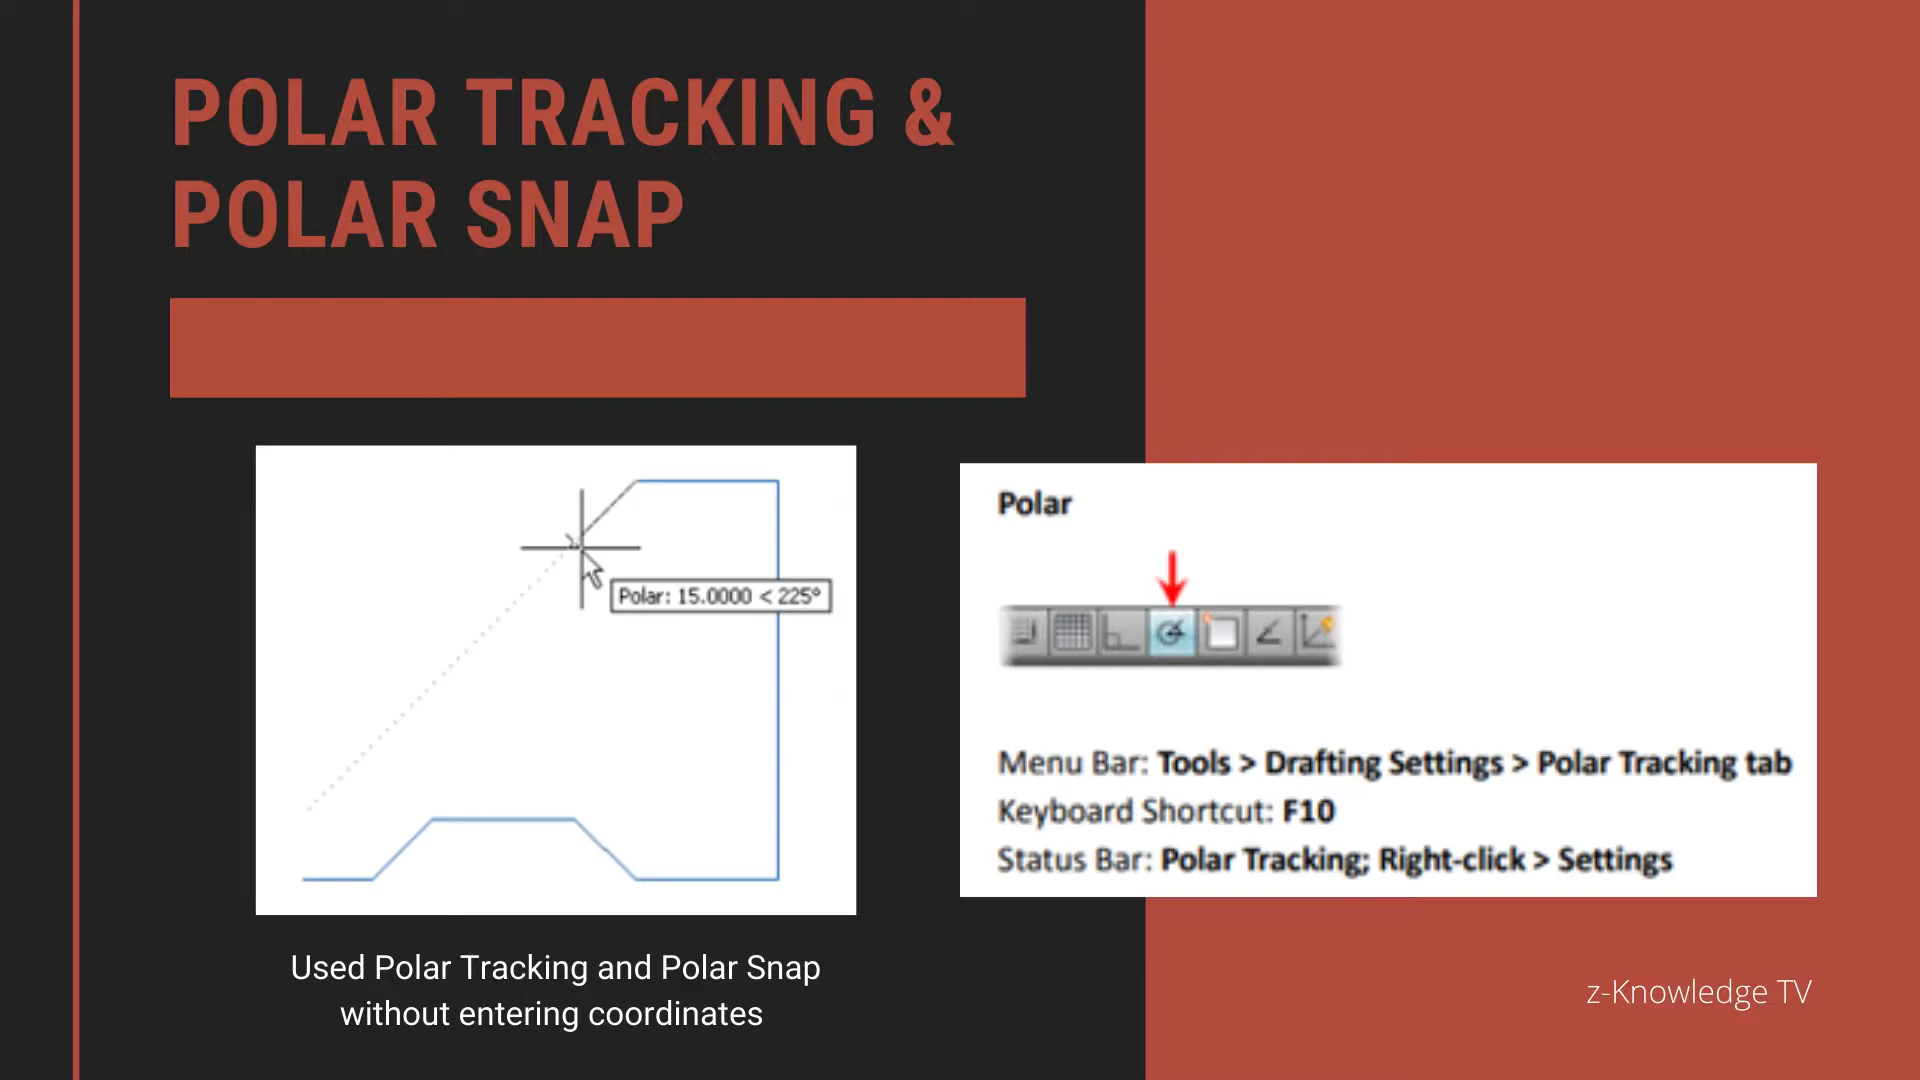 POLAR TRACKING &
POLAR SNAP
Polar: 15.0000 < 225°
Used Polar Tracking and Polar Snap
without entering coordinates
Polar
Menu Bar: Tools > Drafting Settings > Polar Tracking tab
Keyboard Shortcut: F10
Status Bar: Polar Tracking; Right-click > Settings
z-Knowledge TV